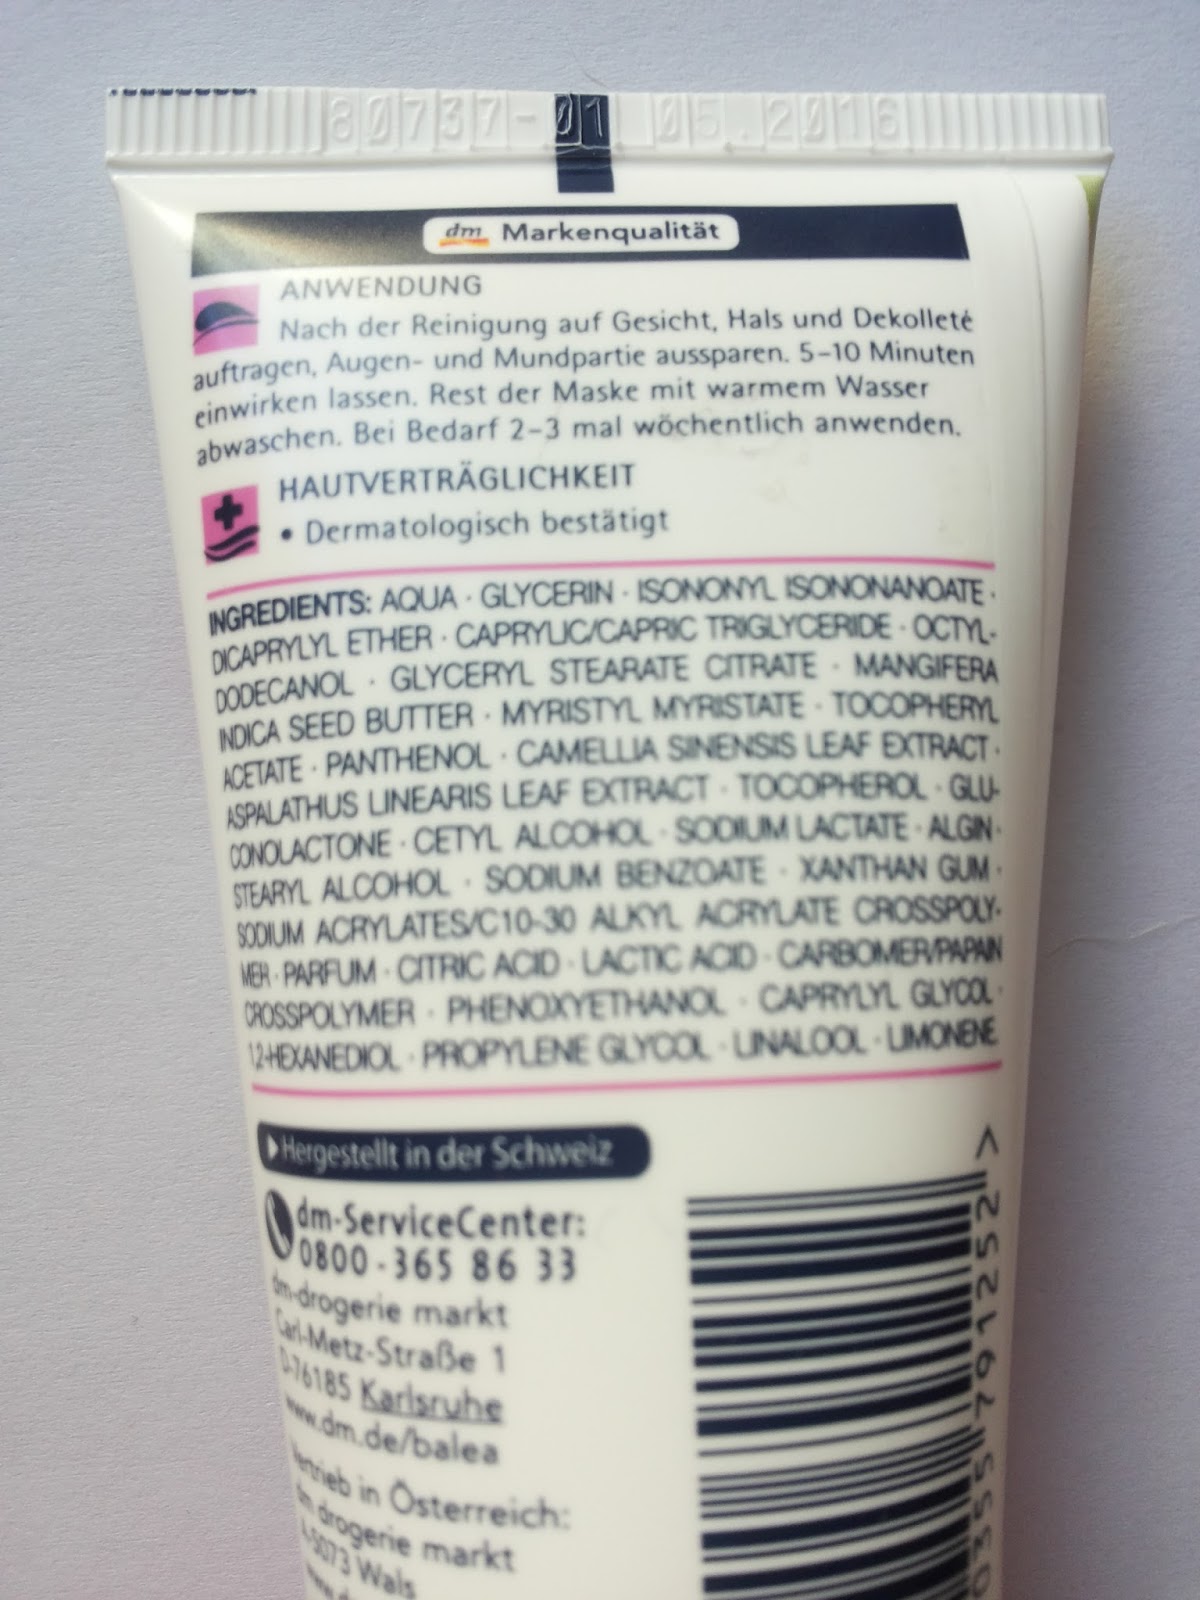 80737-01 05.2016
dm Markenqualität
ANWENDUNG
Nach der Reinigung auf Gesicht, Hals und Dekolleté
auftragen, Augen- und Mundpartie aussparen. 5–10 Minuten
einwirken lassen. Rest der Maske mit warmem Wasser
abwaschen. Bei Bedarf 2–3 mal wöchentlich anwenden.
HAUTVERTRÄGLICHKEIT
• Dermatologisch bestätigt
INGREDIENTS: AQUA · GLYCERIN · ISONONYL ISONONANOATE ·
DICAPRYLYL ETHER · CAPRYLIC/CAPRIC TRIGLYCERIDE · OCTYL-
DODECANOL · GLYCERYL STEARATE CITRATE · MANGIFERA
INDICA SEED BUTTER · MYRISTYL MYRISTATE · TOCOPHERYL
ACETATE · PANTHENOL · CAMELLIA SINENSIS LEAF EXTRACT ·
ASPALATHUS LINEARIS LEAF EXTRACT · TOCOPHEROL · GLU-
CONOLACTONE · CETYL ALCOHOL · SODIUM LACTATE · ALGIN ·
STEARYL ALCOHOL · SODIUM BENZOATE · XANTHAN GUM ·
SODIUM ACRYLATES/C10-30 ALKYL ACRYLATE CROSSPOLY-
MER · PARFUM · CITRIC ACID · LACTIC ACID · CARBOMER/PAPAIN
CROSSPOLYMER · PHENOXYETHANOL · CAPRYLYL GLYCOL ·
1,2-HEXANEDIOL · PROPYLENE GLYCOL · LINALOOL · LIMONENE
Hergestellt in der Schweiz
dm-ServiceCenter:
0800 - 365 86 33
dm-drogerie markt
Carl-Metz-Straße 1
D-76185 Karlsruhe
www.dm.de/balea
Vertrieb in Österreich:
dm drogerie markt
A-5073 Wals
791252 >